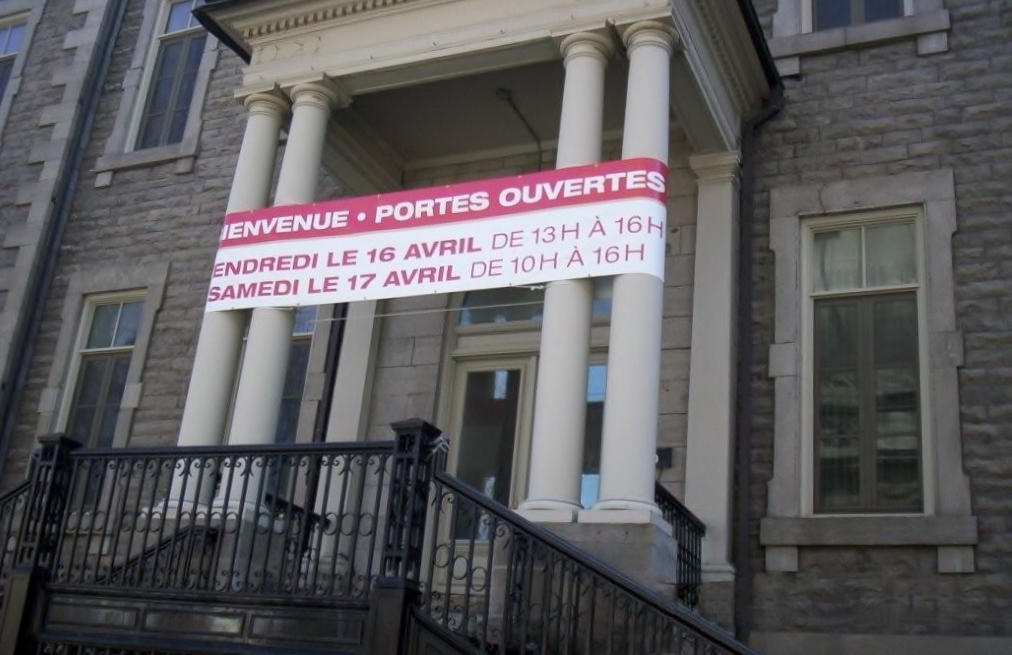 IENVENUE • PORTES OUVERTES
ENDREDI LE 16 AVRIL DE 13H À 16H
SAMEDI LE 17 AVRIL DE 10H À 16H